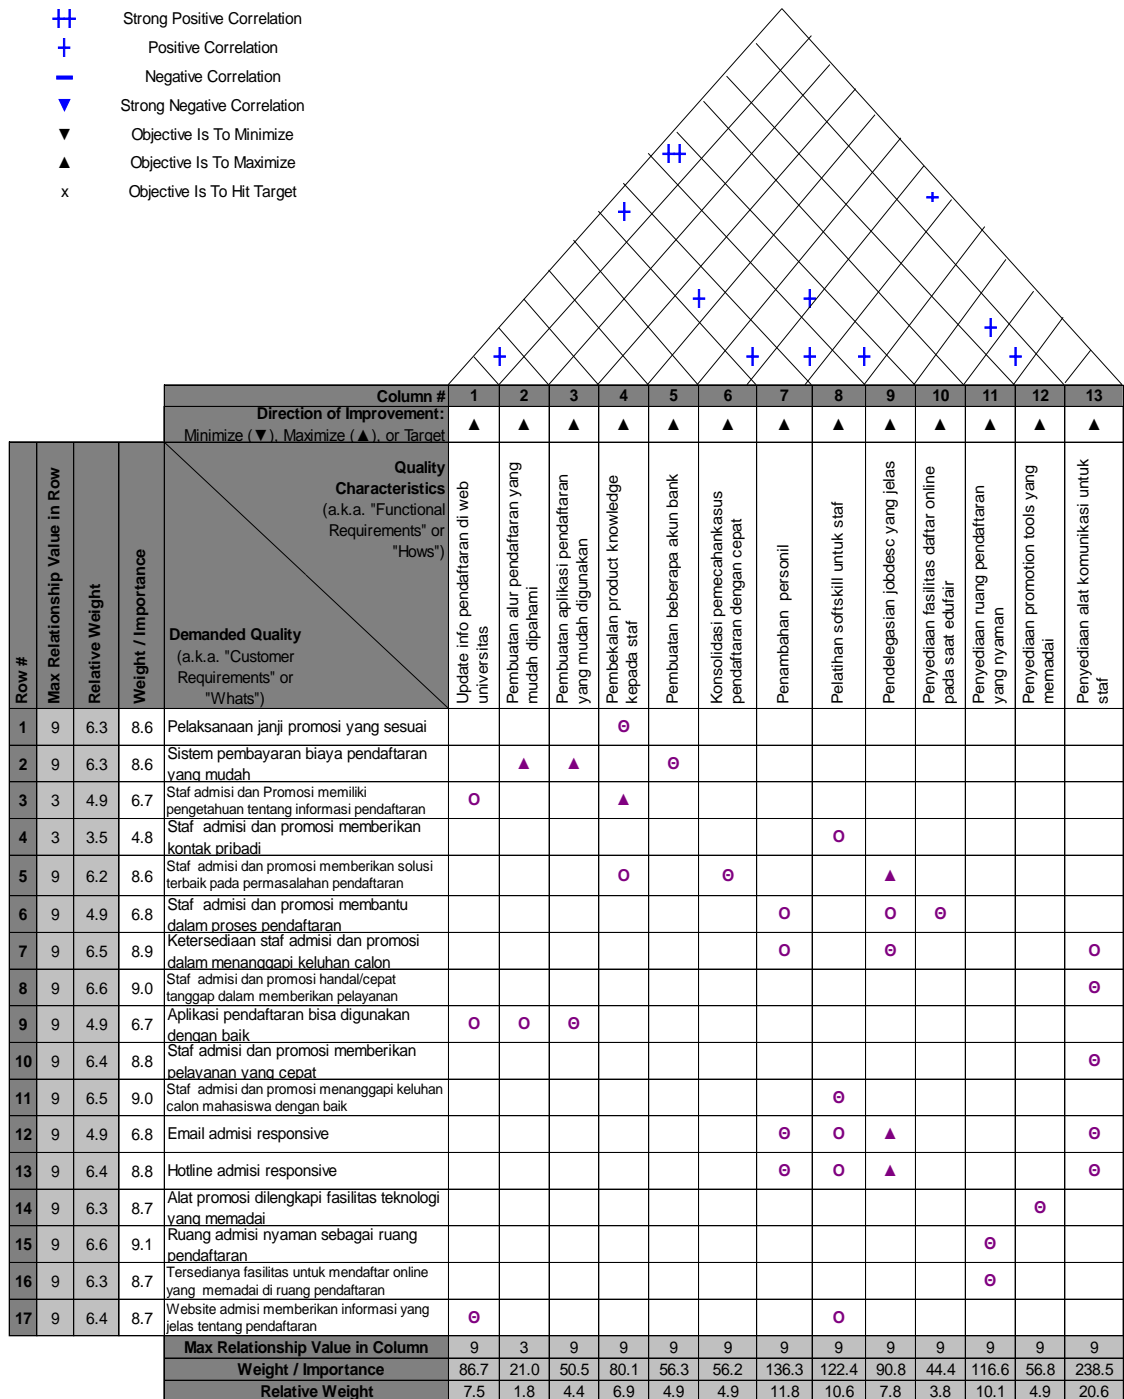 Strong Positive Correlation
Positive Correlation
Negative Correlation
▼ Strong Negative Correlation
▼ Objective Is To Minimize
▲ Objective Is To Maximize
x Objective Is To Hit Target
Column # 1 2 3 4 5 6 7 8 9 10 11 12 13
Direction of Improvement:
Minimize (▼), Maximize (▲), or Target
▲ ▲ ▲ ▲ ▲ ▲ ▲ ▲ ▲ ▲ ▲ ▲ ▲
Row #
Max Relationship Value in Row
Relative Weight
Weight / Importance
Quality
Characteristics
(a.k.a. "Functional
Requirements" or
"Hows")
Demanded Quality
(a.k.a. "Customer
Requirements" or
"Whats")
Update info pendaftaran di web
universitas
Pembuatan alur pendaftaran yang
mudah dipahami
Pembuatan aplikasi pendaftaran
yang mudah digunakan
Pembekalan product knowledge
kepada staf
Pembuatan beberapa akun bank
Konsolidasi pemecahankasus
pendaftaran dengan cepat
Penambahan personil
Pelatihan softskill untuk staf
Pendelegasian jobdesc yang jelas
Penyediaan fasilitas daftar online
pada saat edufair
Penyediaan ruang pendaftaran
yang nyaman
Penyediaan promotion tools yang
memadai
Penyediaan alat komunikasi untuk
staf
1 9 6.3 8.6 Pelaksanaan janji promosi yang sesuai Θ
2 9 6.3 8.6 Sistem pembayaran biaya pendaftaran
yang mudah ▲ ▲ Θ
3 3 4.9 6.7 Staf admisi dan Promosi memiliki
pengetahuan tentang informasi pendaftaran Ο ▲
4 3 3.5 4.8 Staf admisi dan promosi memberikan
kontak pribadi Ο
5 9 6.2 8.6 Staf admisi dan promosi memberikan solusi
terbaik pada permasalahan pendaftaran Ο Θ ▲
6 9 4.9 6.8 Staf admisi dan promosi membantu
dalam proses pendaftaran Ο Ο Θ
7 9 6.5 8.9 Ketersediaan staf admisi dan promosi
dalam menanggapi keluhan calon Ο Θ Ο
8 9 6.6 9.0 Staf admisi dan promosi handal/cepat
tanggap dalam memberikan pelayanan Θ
9 9 4.9 6.7 Aplikasi pendaftaran bisa digunakan
dengan baik Ο Ο Θ
10 9 6.4 8.8 Staf admisi dan promosi memberikan
pelayanan yang cepat Θ
11 9 6.5 9.0 Staf admisi dan promosi menanggapi keluhan
calon mahasiswa dengan baik Θ
12 9 4.9 6.8 Email admisi responsive Θ Ο ▲ Θ
13 9 6.4 8.8 Hotline admisi responsive Θ Ο ▲ Θ
14 9 6.3 8.7 Alat promosi dilengkapi fasilitas teknologi
yang memadai Θ
15 9 6.6 9.1 Ruang admisi nyaman sebagai ruang
pendaftaran Θ
16 9 6.3 8.7 Tersedianya fasilitas untuk mendaftar online
yang memadai di ruang pendaftaran Θ
17 9 6.4 8.7 Website admisi memberikan informasi yang
jelas tentang pendaftaran Θ Ο
Max Relationship Value in Column 9 3 9 9 9 9 9 9 9 9 9 9 9
Weight / Importance 86.7 21.0 50.5 80.1 56.3 56.2 136.3 122.4 90.8 44.4 116.6 56.8 238.5
Relative Weight 7.5 1.8 4.4 6.9 4.9 4.9 11.8 10.6 7.8 3.8 10.1 4.9 20.6